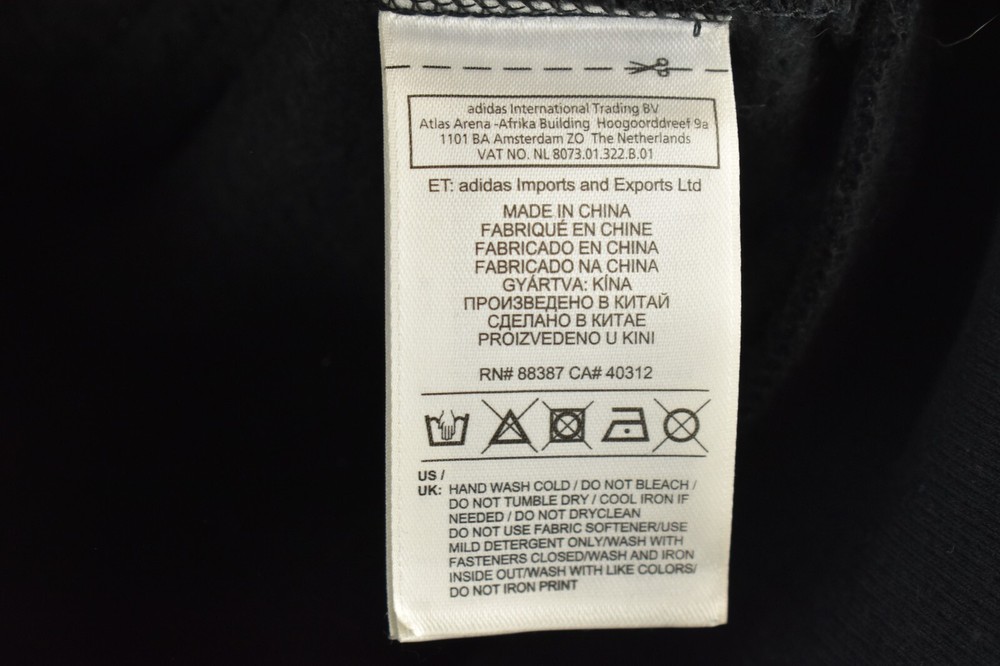 adidas International Trading BV
Atlas Arena -Afrika Building Hoogoorddreef 9a
1101 BA Amsterdam ZO The Netherlands
VAT NO. NL 8073.01.322.B.01
ET: adidas Imports and Exports Ltd
MADE IN CHINA
FABRIQUÉ EN CHINE
FABRICADO EN CHINA
FABRICADO NA CHINA
GYÁRTVA: KÍNA
ПРОИЗВЕДЕНО В КИТАЙ
СДЕЛАНО В КИТАЕ
PROIZVEDENO U KINI
RN# 88387 CA# 40312
US /
UK: HAND WASH COLD / DO NOT BLEACH /
DO NOT TUMBLE DRY / COOL IRON IF
NEEDED / DO NOT DRYCLEAN
DO NOT USE FABRIC SOFTENER/USE
MILD DETERGENT ONLY/WASH WITH
FASTENERS CLOSED/WASH AND IRON
INSIDE OUT/WASH WITH LIKE COLORS/
DO NOT IRON PRINT